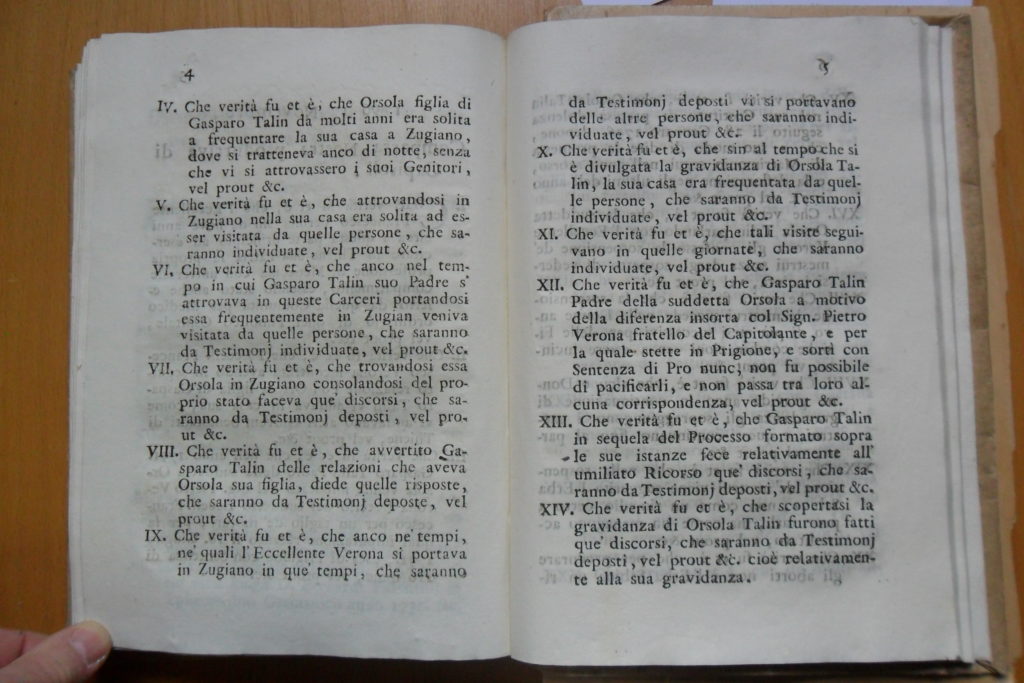 4
IV. Che verità fu et è, che Orsola figlia di
Gasparo Talin da molti anni era solita
a frequentare la sua casa a Zugiano,
dove si tratteneva anco di notte, senza
che vi si attrovassero i suoi Genitori,
vel prout &c.
V. Che verità fu et è, che attrovandosi in
Zugiano nella sua casa era solita ad es-
ser visitata da quelle persone, che sa-
ranno individuate, vel prout &c.
VI. Che verità fu et è, che anco nel tem-
po in cui Gasparo Talin suo Padre s'
attrovava in queste Carceri portandosi
essa frequentemente in Zugian veniva
visitata da quelle persone, che saranno
da Testimonj individuate, vel prout &c.
VII. Che verità fu et è, che trovandosi essa
Orsola in Zugiano consolandosi del pro-
prio stato faceva que' discorsi, che sa-
ranno da Testimonj deposti, vel pro-
ut &c.
VIII. Che verità fu et è, che avvertito Ga-
sparo Talin delle relazioni che aveva
Orsola sua figlia, diede quelle risposte,
che saranno da Testimonj deposte, vel
prout &c.
IX. Che verità fu et è, che anco ne' tempi,
ne' quali l'Eccellente Verona si portava
in Zugiano in que' tempi, che saranno
5
da Testimonj deposti vi si portavano
delle altre persone, che saranno indi-
viduate, vel prout &c.
X. Che verità fu et è, che sin al tempo che si
è divulgata la gravidanza di Orsola Ta-
lin, la sua casa era frequentata da quel-
le persone, che saranno da Testimonj
individuate, vel prout &c.
XI. Che verità fu et è, che tali visite segui-
vano in quelle giornate, che saranno
individuate, vel prout &c.
XII. Che verità fu et è, che Gasparo Talin
Padre della suddetta Orsola a motivo
della diferenza insorta col Sign. Pietro
Verona fratello del Capitolante, e per
la quale stette in Prigione, e sortì con
Sentenza di Pro nunc, non fu possibile
di pacificarli, e non passa tra loro al-
cuna corrispondenza, vel prout &c.
XIII. Che verità fu et è, che Gasparo Talin
in sequela del Processo formato sopra
le sue istanze fece relativamente all'
umiliato Ricorso que' discorsi, che sa-
ranno da Testimonj deposti, vel prout &c.
XIV. Che verità fu et è, che scopertasi la
gravidanza di Orsola Talin furono fatti
que' discorsi, che saranno da Testimonj
deposti, vel prout &c. cioè relativamen-
te alla sua gravidanza.